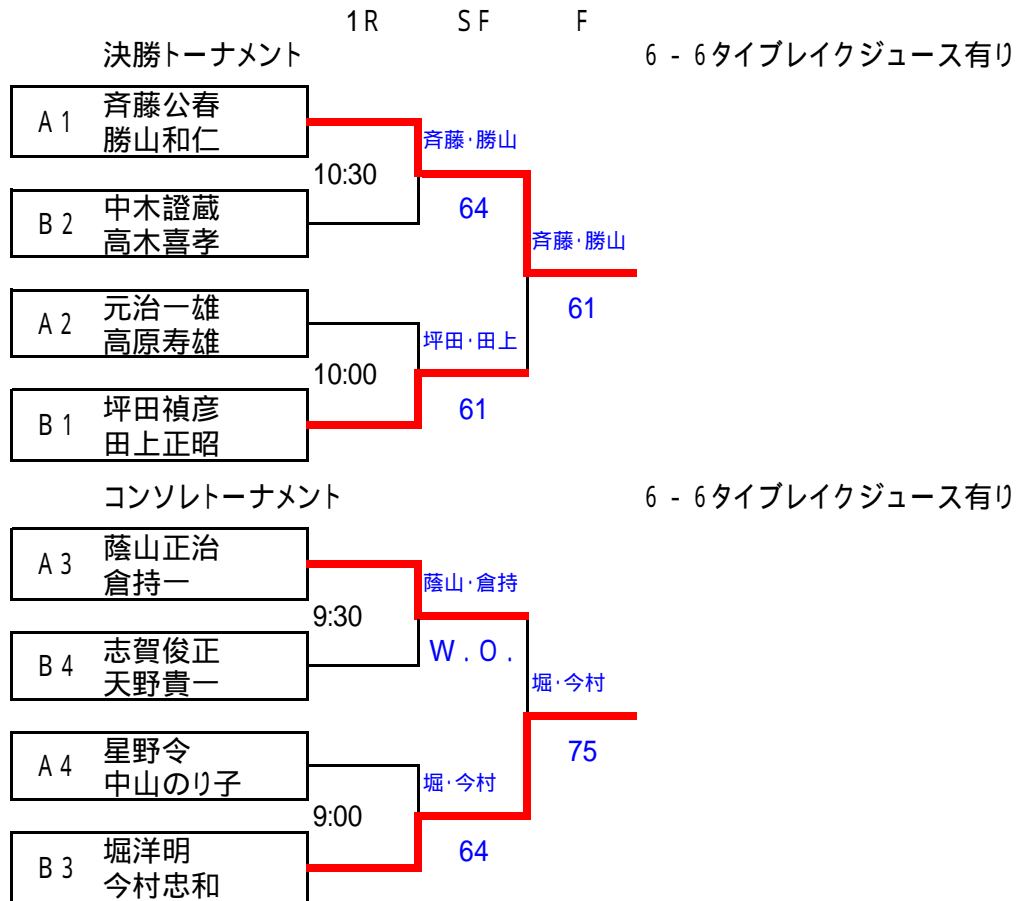 1R SF F
決勝トーナメント 6-6タイブレイクジュース有り
A1 斉藤公春
勝山和仁
斉藤・勝山
10:30
64
B2 中木證蔵
高木喜孝
斉藤・勝山
61
A2 元治一雄
高原寿雄
坪田・田上
10:00
61
B1 坪田禎彦
田上正昭
コンソレトーナメント 6-6タイブレイクジュース有り
A3 蔭山正治
倉持一
蔭山・倉持
9:30
W.O.
B4 志賀俊正
天野貴一
堀・今村
75
A4 星野令
中山のり子
堀・今村
9:00
64
B3 堀洋明
今村忠和